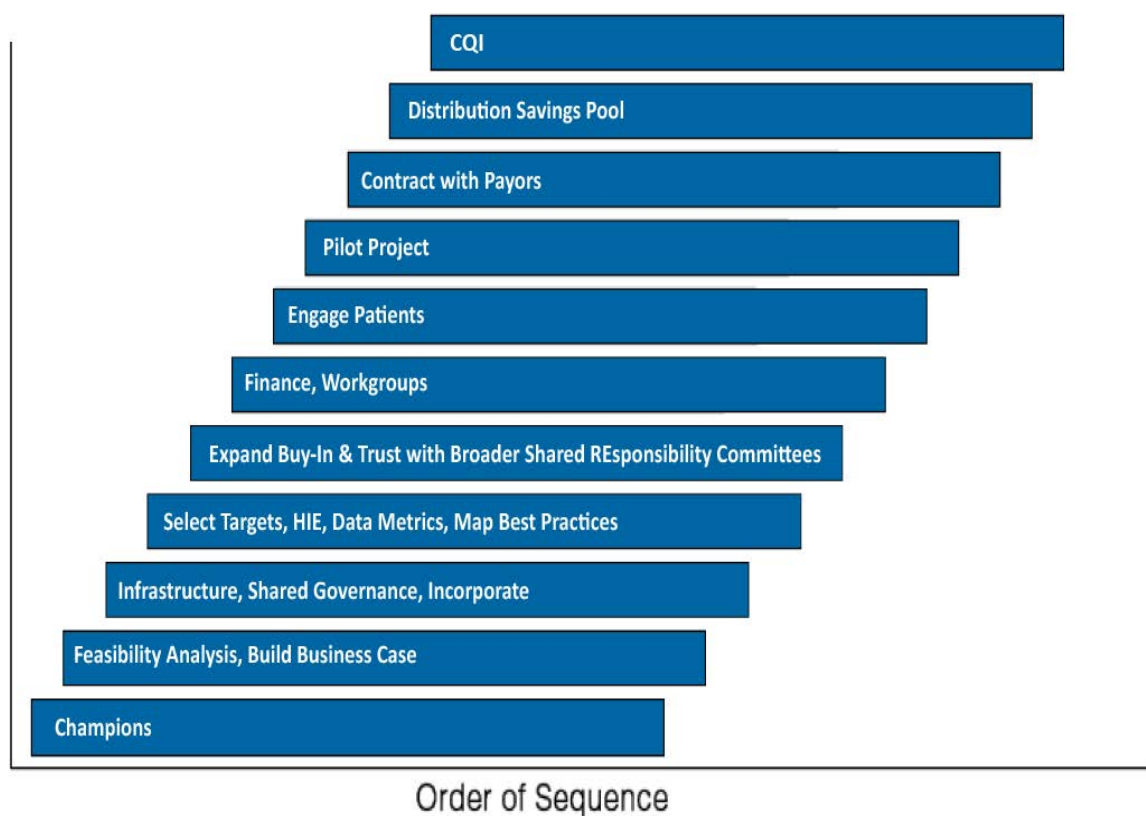 CQI
Distribution Savings Pool
Contract with Payors
Pilot Project
Engage Patients
Finance, Workgroups
Expand Buy-In & Trust with Broader Shared REsponsibility Committees
Select Targets, HIE, Data Metrics, Map Best Practices
Infrastructure, Shared Governance, Incorporate
Feasibility Analysis, Build Business Case
Champions
Order of Sequence